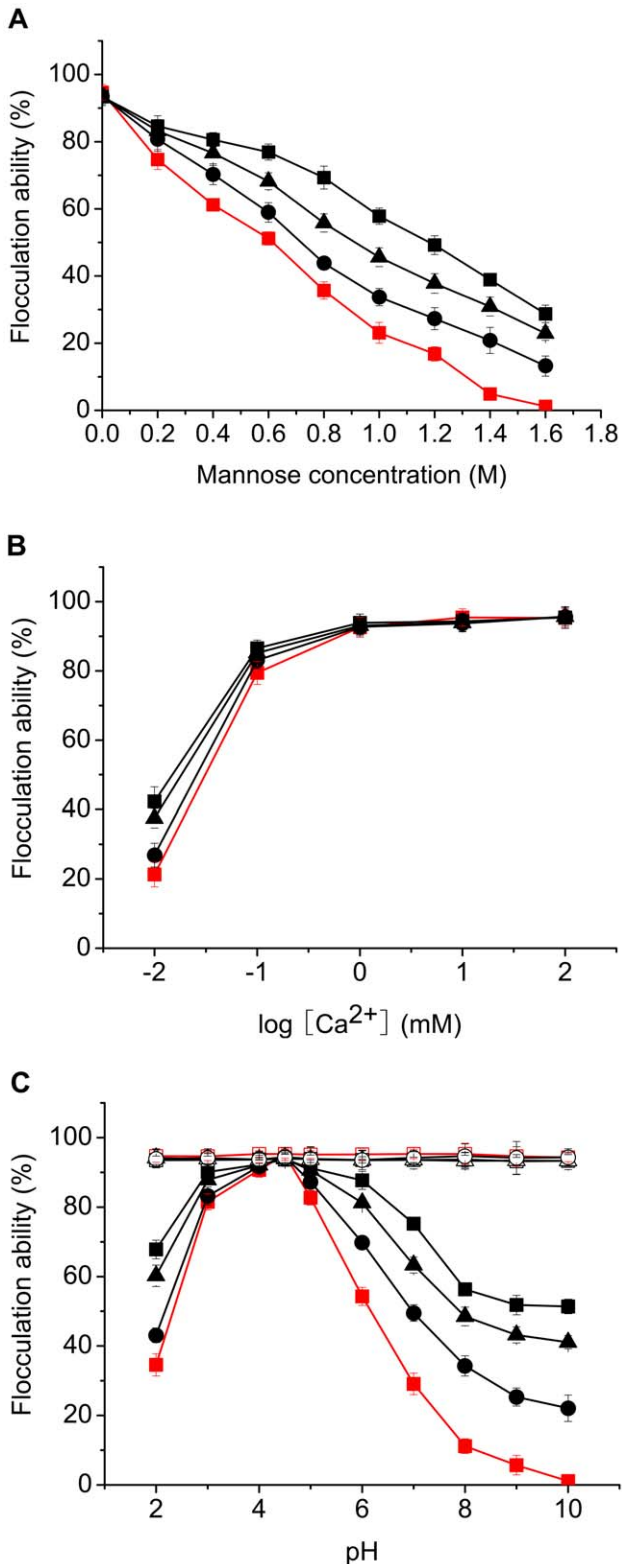 A
100
80
60
40
20
0
Flocculation ability (%)
0.0 0.2 0.4 0.6 0.8 1.0 1.2 1.4 1.6 1.8
Mannose concentration (M)
B
100
80
60
40
20
0
Flocculation ability (%)
-2 -1 0 1 2
log [Ca2+] (mM)
C
100
80
60
40
20
0
Flocculation ability (%)
2 4 6 8 10
pH